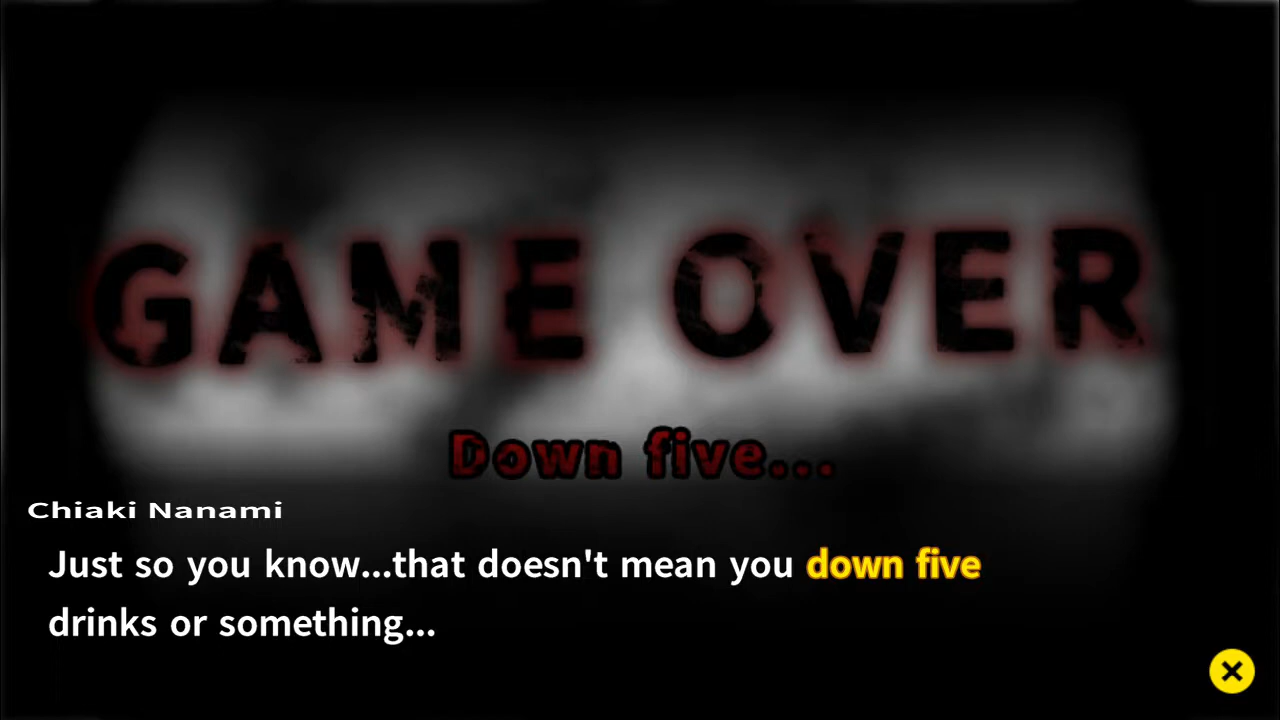 GAME OVER
Down five...
Chiaki Nanami
Just so you know...that doesn't mean you down five
drinks or something...